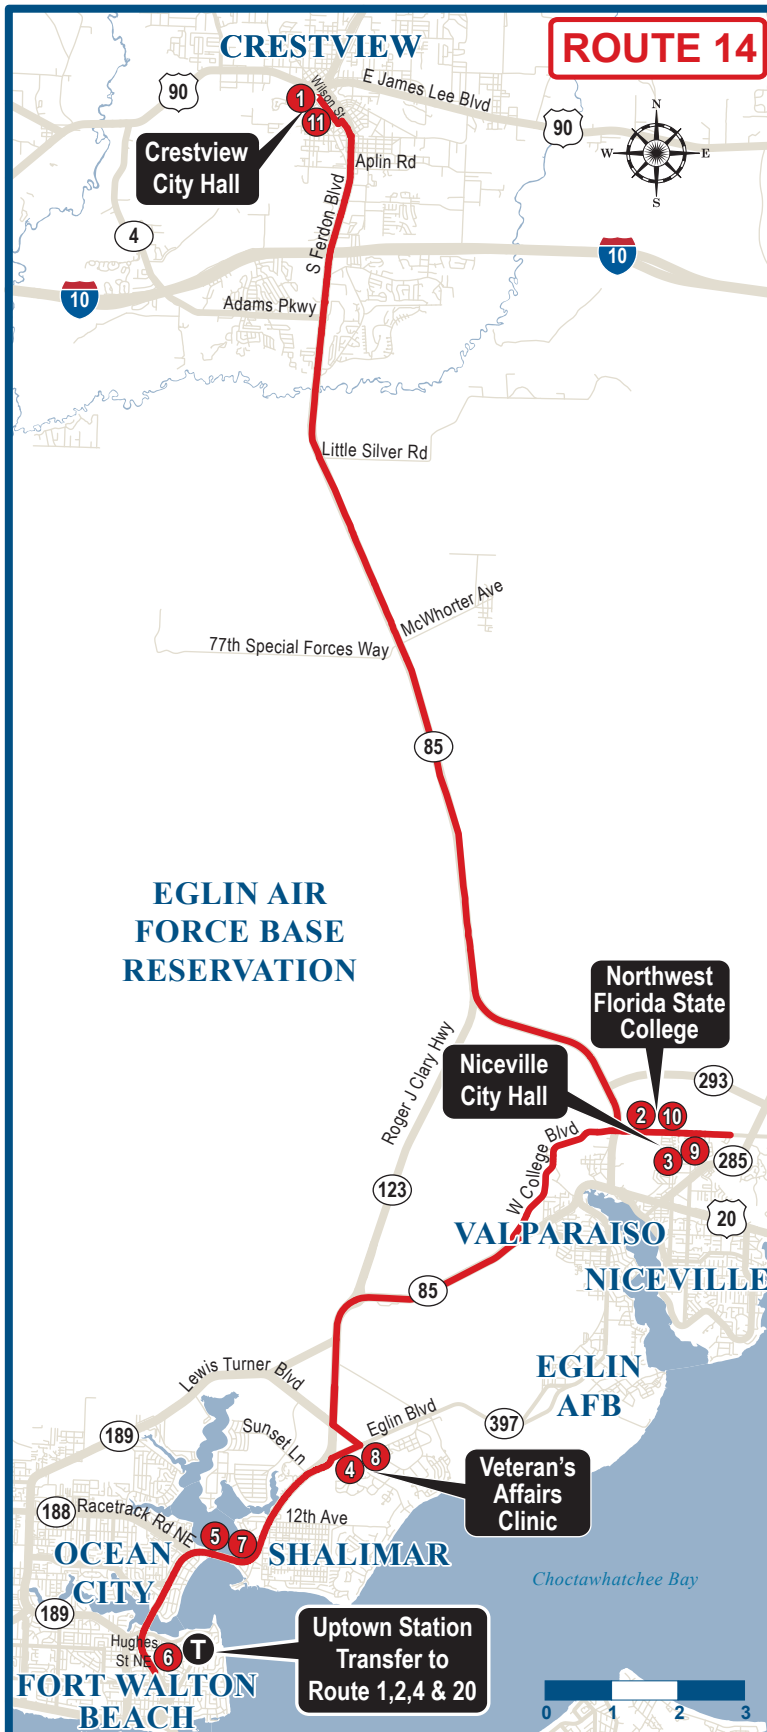 ROUTE 14
CRESTVIEW
90
E James Lee Blvd
Wilson St
1
11
90
N
W
E
S
Crestview
City Hall
Aplin Rd
S Ferdon Blvd
4
10
10
Adams Pkwy
Little Silver Rd
McWhorter Ave
77th Special Forces Way
85
EGLIN AIR
FORCE BASE
RESERVATION
Northwest
Florida State
College
Roger J Clary Hwy
Niceville
City Hall
293
2
10
W College Blvd
3
9
285
123
20
VALPARAISO
NICEVILLE
85
EGLIN
AFB
Lewis Turner Blvd
Eglin Blvd
397
189
Sunset Ln
4
8
Veteran's
Affairs
Clinic
188
Racetrack Rd NE
12th Ave
5
7
OCEAN
CITY
SHALIMAR
Choctawhatchee Bay
189
Hughes
St NE
6
T
Uptown Station
Transfer to
Route 1,2,4 & 20
FORT WALTON
BEACH
0
1
2
3